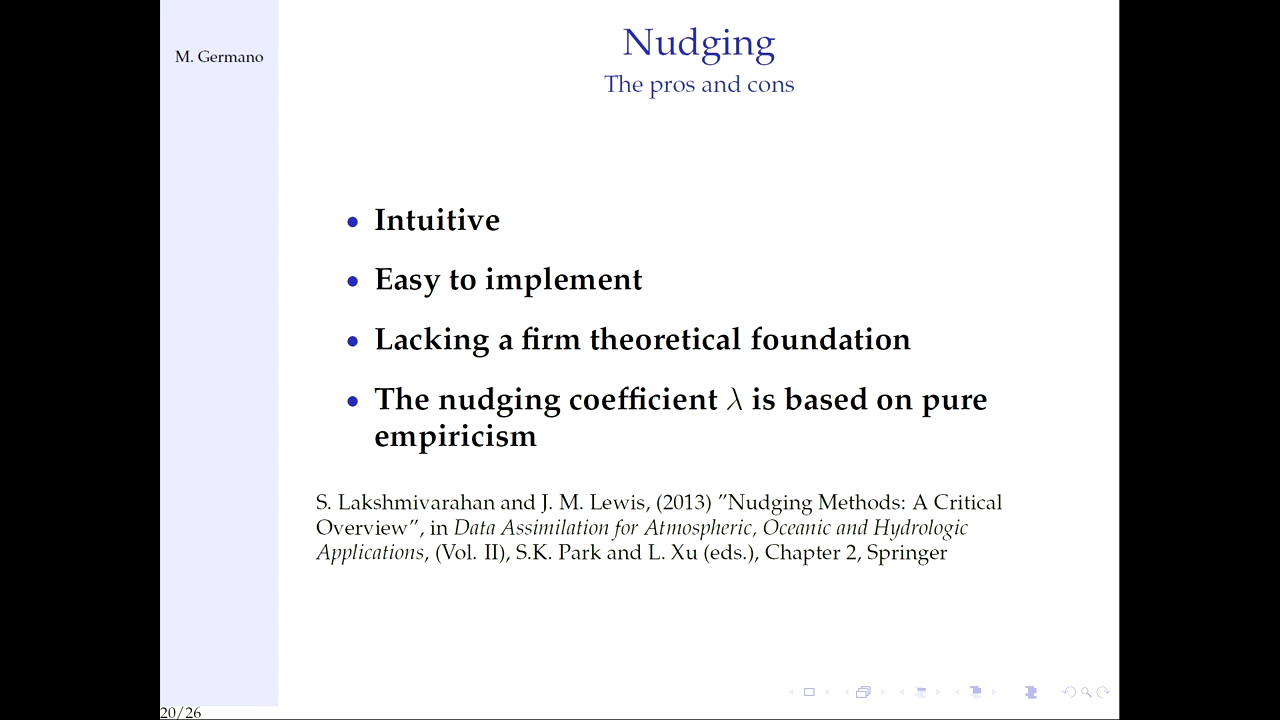 M. Germano
Nudging
The pros and cons
• Intuitive
• Easy to implement
• Lacking a firm theoretical foundation
• The nudging coefficient λ is based on pure
empiricism
S. Lakshmivarahan and J. M. Lewis, (2013) ”Nudging Methods: A Critical
Overview”, in Data Assimilation for Atmospheric, Oceanic and Hydrologic
Applications, (Vol. II), S.K. Park and L. Xu (eds.), Chapter 2, Springer
20/26